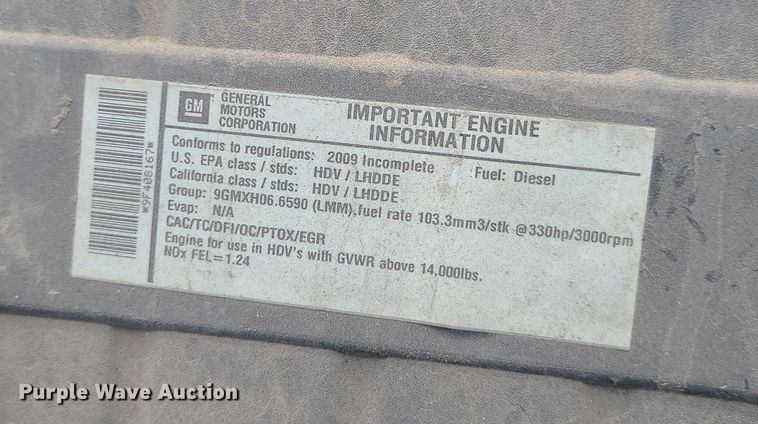 GM
GENERAL
MOTORS
CORPORATION
IMPORTANT ENGINE
INFORMATION
Conforms to regulations: 2009 Incomplete Fuel: Diesel
U.S. EPA class / stds: HDV / LHDDE
California class / stds: HDV / LHDDE
Group: 9GMXH06.6590 (LMM),fuel rate 103.3mm3/stk @330hp/3000rpm
Evap: N/A
CAC/TC/DFI/OC/PTOX/EGR
Engine for use in HDV's with GVWR above 14,000lbs.
NOx FEL=1.24
W9F408167W
Purple Wave Auction